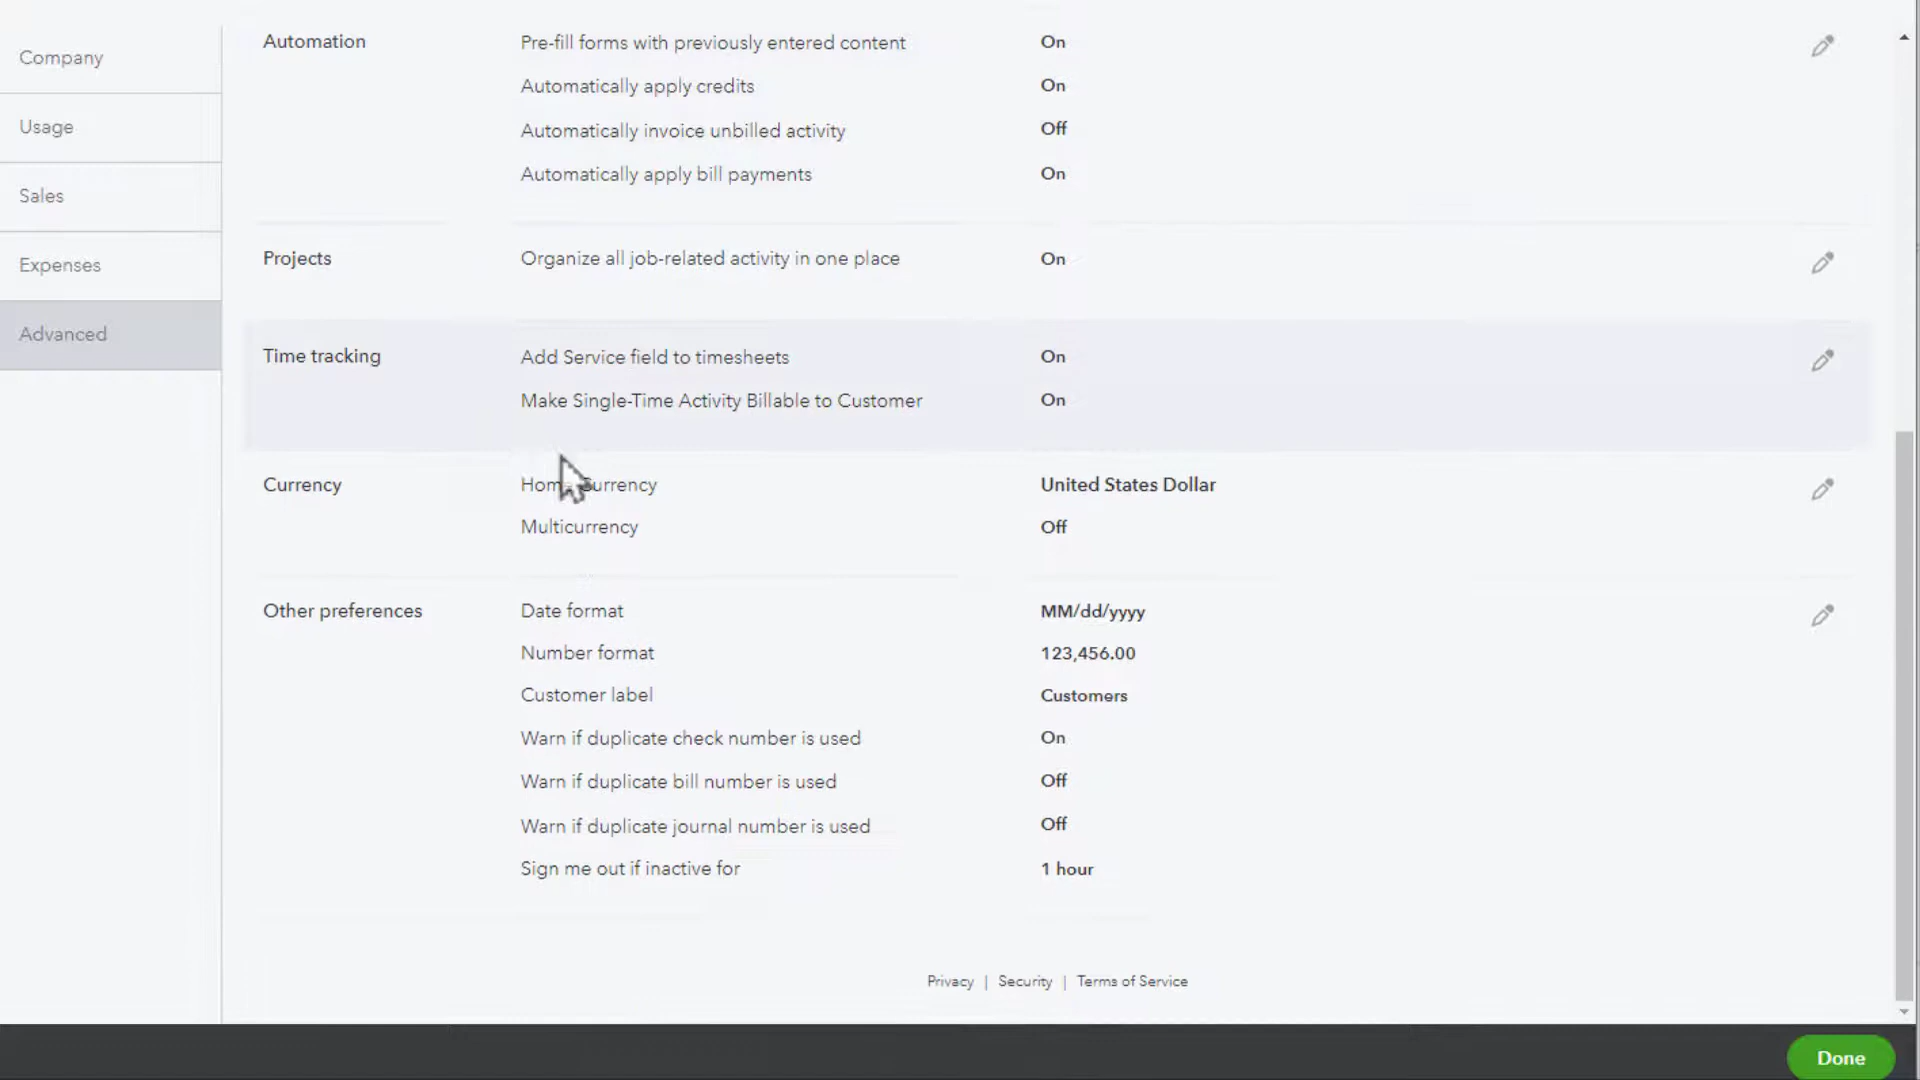 Company
Usage
Sales
Expenses
Advanced
Automation
Pre-fill forms with previously entered content On
Automatically apply credits On
Automatically invoice unbilled activity Off
Automatically apply bill payments On
Projects
Organize all job-related activity in one place On
Time tracking
Add Service field to timesheets On
Make Single-Time Activity Billable to Customer On
Currency
Home Currency United States Dollar
Multicurrency Off
Other preferences
Date format MM/dd/yyyy
Number format 123,456.00
Customer label Customers
Warn if duplicate check number is used On
Warn if duplicate bill number is used Off
Warn if duplicate journal number is used Off
Sign me out if inactive for 1 hour
Privacy | Security | Terms of Service
Done